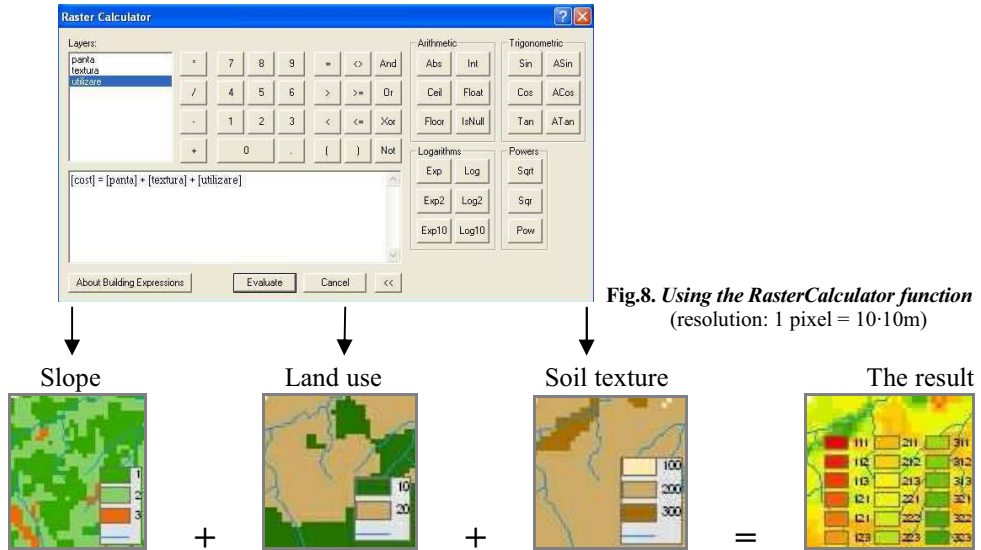 Raster Calculator
Layers:
panta
textura
utilizare
* 7 8 9 = <> And
/ 4 5 6 > >= Or
- 1 2 3 < <= Xor
+ 0 . ( ) Not
Arithmetic
Abs Int
Ceil Float
Floor IsNull
Trigonometric
Sin ASin
Cos ACos
Tan ATan
Logarithms
Exp Log
Exp2 Log2
Exp10 Log10
Powers
Sqrt
Sqr
Pow
[cost] = [panta] + [textura] + [utilizare]
About Building Expressions Evaluate Cancel <<
Fig.8. Using the RasterCalculator function
(resolution: 1 pixel = 10·10m)
Slope Land use Soil texture The result
1
2
3
+
10
20
+
100
200
300
=
111 211 311
112 212 312
113 213 313
121 221 321
121 222 322
123 223 323